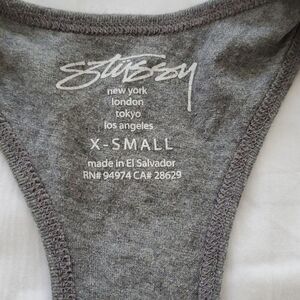 Stüssy
new york
london
tokyo
los angeles
X-SMALL
made in El Salvador
RN# 94974 CA# 28629